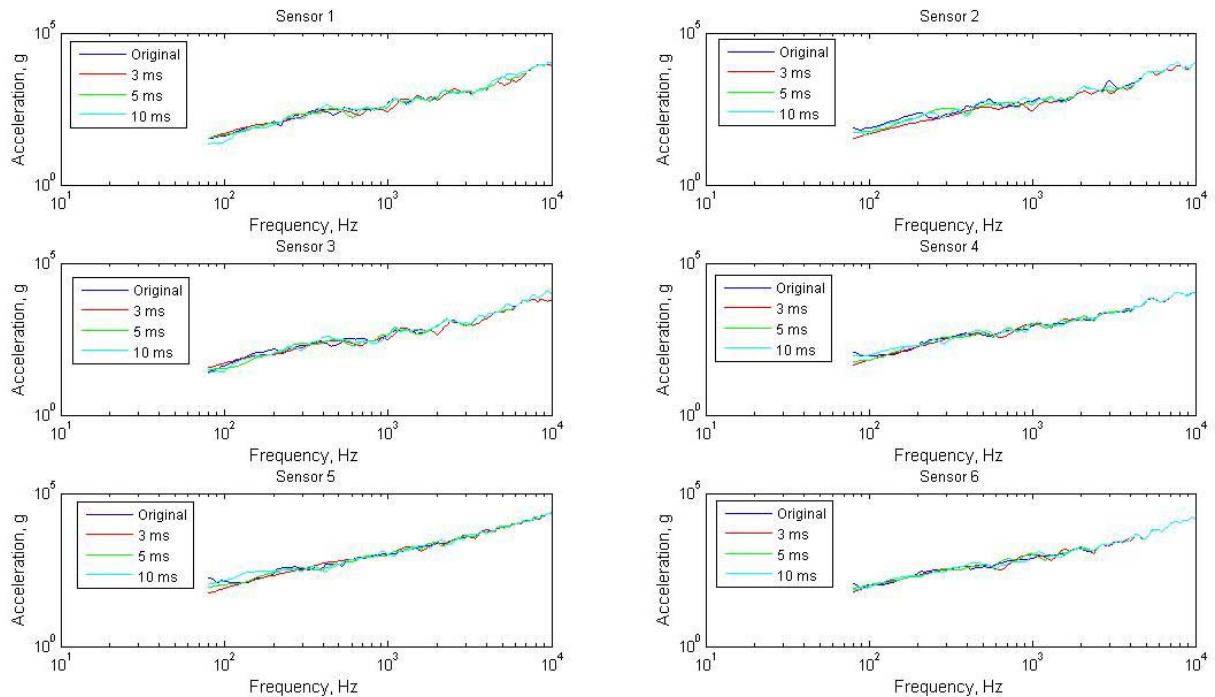 Sensor 1
Acceleration, g
10^5
10^0
Original
3 ms
5 ms
10 ms
10^1
10^2
10^3
10^4
Frequency, Hz
Sensor 2
Acceleration, g
10^5
10^0
Original
3 ms
5 ms
10 ms
10^1
10^2
10^3
10^4
Frequency, Hz
Sensor 3
Acceleration, g
10^5
10^0
Original
3 ms
5 ms
10 ms
10^1
10^2
10^3
10^4
Frequency, Hz
Sensor 4
Acceleration, g
10^5
10^0
Original
3 ms
5 ms
10 ms
10^1
10^2
10^3
10^4
Frequency, Hz
Sensor 5
Acceleration, g
10^5
10^0
Original
3 ms
5 ms
10 ms
10^1
10^2
10^3
10^4
Frequency, Hz
Sensor 6
Acceleration, g
10^5
10^0
Original
3 ms
5 ms
10 ms
10^1
10^2
10^3
10^4
Frequency, Hz